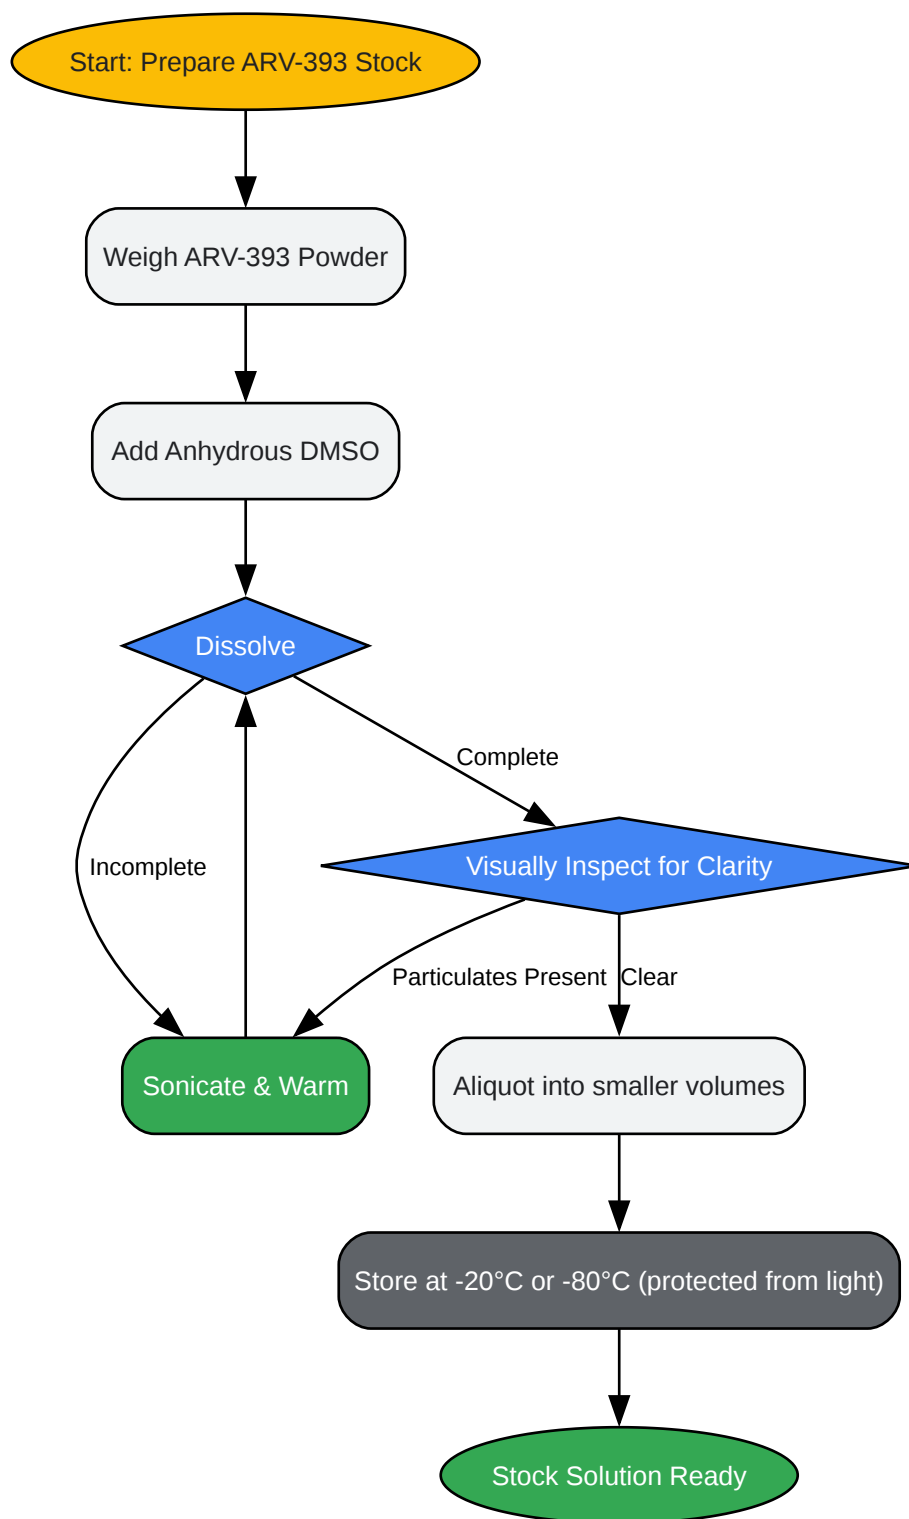 Start: Prepare ARV-393 Stock
Weigh ARV-393 Powder
Add Anhydrous DMSO
Dissolve
Complete
Incomplete
Visually Inspect for Clarity
Particulates Present
Clear
Sonicate & Warm
Aliquot into smaller volumes
Store at -20°C or -80°C (protected from light)
Stock Solution Ready